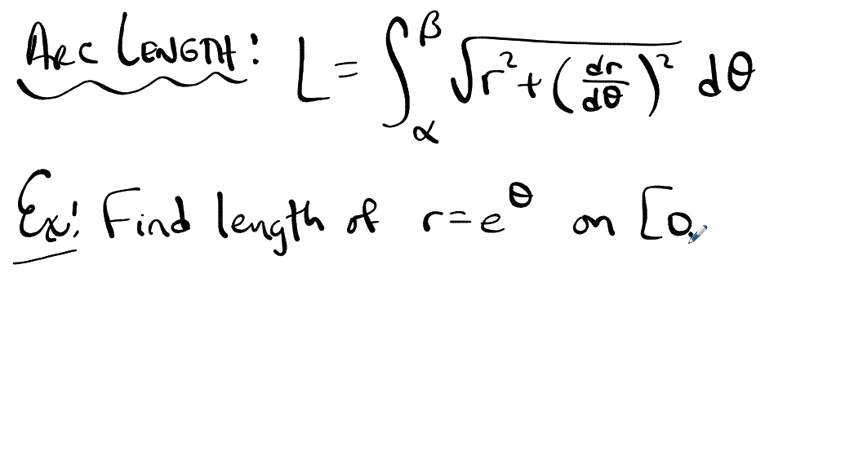 ARC LENGTH: L = ∫_α^β √(r² + (dr/dθ)²) dθ
Ex: Find length of r = e^θ on [0,